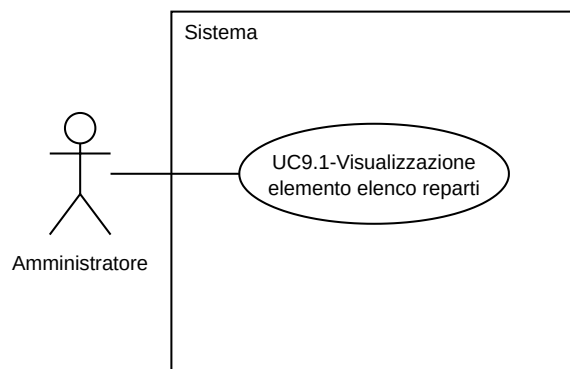 Sistema
UC9.1-Visualizzazione
elemento elenco reparti
Amministratore